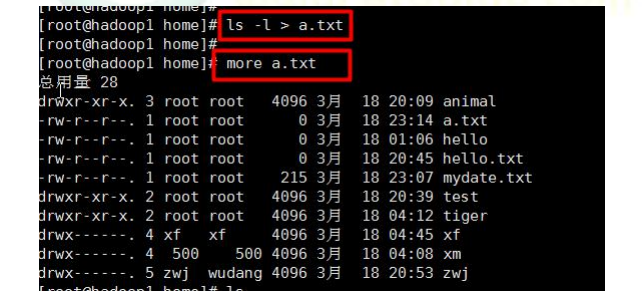 [root@hadoop1 home]#
[root@hadoop1 home]# ls -l > a.txt
[root@hadoop1 home]#
[root@hadoop1 home]# more a.txt
总用量 28
drwxr-xr-x. 3 root root 4096 3月 18 20:09 animal
-rw-r--r--. 1 root root 0 3月 18 23:14 a.txt
-rw-r--r--. 1 root root 0 3月 18 01:06 hello
-rw-r--r--. 1 root root 0 3月 18 20:45 hello.txt
-rw-r--r--. 1 root root 215 3月 18 23:07 mydate.txt
drwxr-xr-x. 2 root root 4096 3月 18 20:39 test
drwxr-xr-x. 2 root root 4096 3月 18 04:12 tiger
drwx------. 4 xf xf 4096 3月 18 04:45 xf
drwx------. 4 500 500 4096 3月 18 04:08 xm
drwx------. 5 zwj wudang 4096 3月 18 20:53 zwj
[root@hadoop1 home]# ls